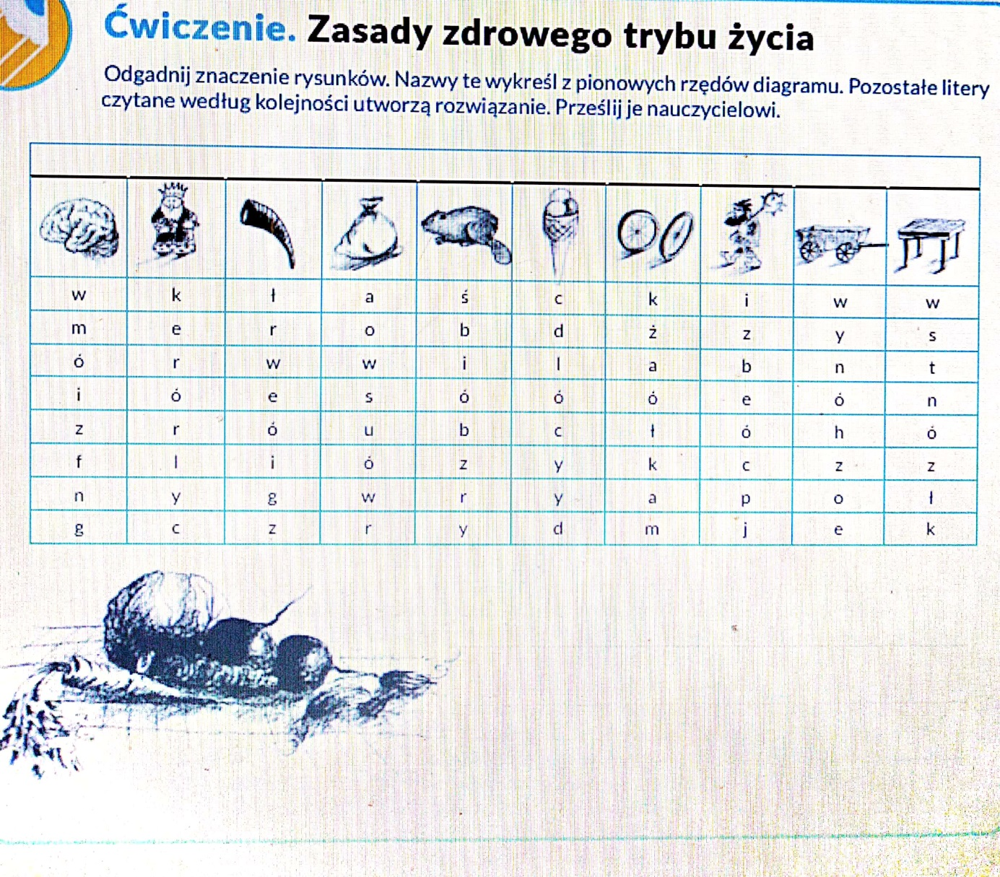 Ćwiczenie. Zasady zdrowego trybu życia
Odgadnij znaczenie rysunków. Nazwy te wykreśl z pionowych rzędów diagramu. Pozostałe litery
czytane według kolejności utworzą rozwiązanie. Prześlij je nauczycielowi.
w k ł a ś c k i w w
m e r o b d ż z y s
ó r w w i l a b n t
i ó e s ó ó ó e ó n
z r ó u b c ł ó h ó
f l i ó z y k c z z
n y g w r y a p o ł
g c z r y d m j e k